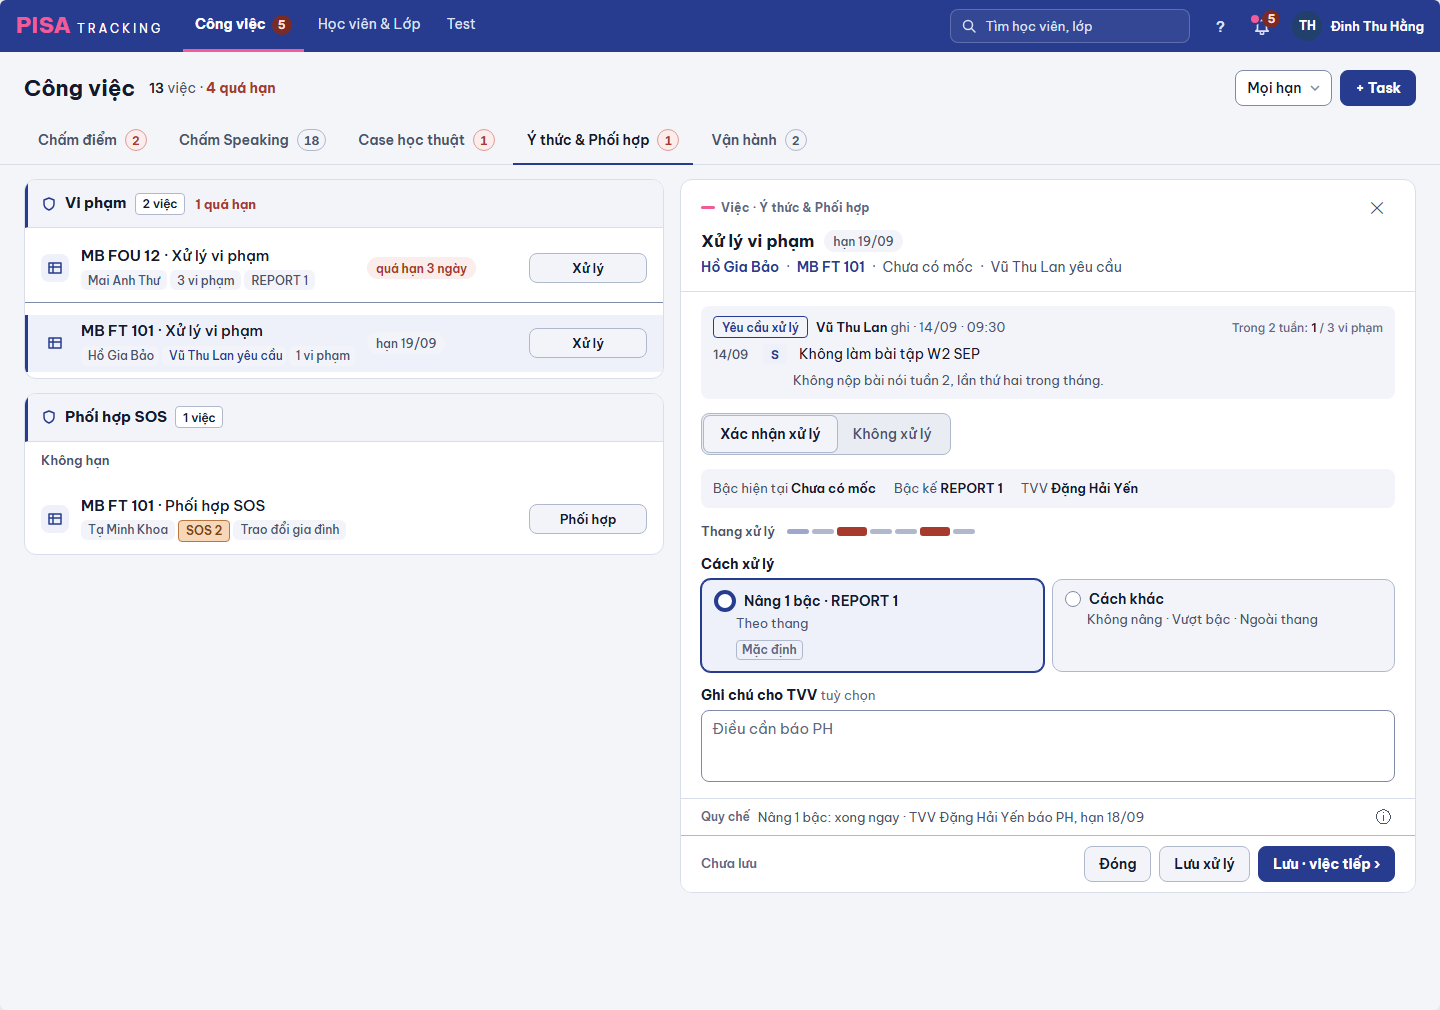 PISA TRACKING Công việc 5 Học viên & Lớp Test Tìm học viên, lớp ? 5 TH Đinh Thu Hằng
Công việc 13 việc · 4 quá hạn Mọi hạn + Task
Chấm điểm 2 Chấm Speaking 18 Case học thuật 1 Ý thức & Phối hợp 1 Vận hành 2
Vi phạm 2 việc 1 quá hạn
MB FOU 12 · Xử lý vi phạm
Mai Anh Thư 3 vi phạm REPORT 1
quá hạn 3 ngày
Xử lý
MB FT 101 · Xử lý vi phạm
Hồ Gia Bảo Vũ Thu Lan yêu cầu 1 vi phạm
hạn 19/09
Xử lý
Phối hợp SOS 1 việc
Không hạn
MB FT 101 · Phối hợp SOS
Tạ Minh Khoa SOS 2 Trao đổi gia đình
Phối hợp
Việc · Ý thức & Phối hợp
Xử lý vi phạm hạn 19/09
Hồ Gia Bảo · MB FT 101 · Chưa có mốc · Vũ Thu Lan yêu cầu
Yêu cầu xử lý Vũ Thu Lan ghi · 14/09 · 09:30 Trong 2 tuần: 1 / 3 vi phạm
14/09 S Không làm bài tập W2 SEP
Không nộp bài nói tuần 2, lần thứ hai trong tháng.
Xác nhận xử lý Không xử lý
Bậc hiện tại Chưa có mốc Bậc kế REPORT 1 TVV Đặng Hải Yến
Thang xử lý
Cách xử lý
Nâng 1 bậc · REPORT 1
Theo thang
Mặc định
Cách khác
Không nâng · Vượt bậc · Ngoài thang
Ghi chú cho TVV tuỳ chọn
Điều cần báo PH
Quy chế Nâng 1 bậc: xong ngay · TVV Đặng Hải Yến báo PH, hạn 18/09
Chưa lưu Đóng Lưu xử lý Lưu · việc tiếp ›